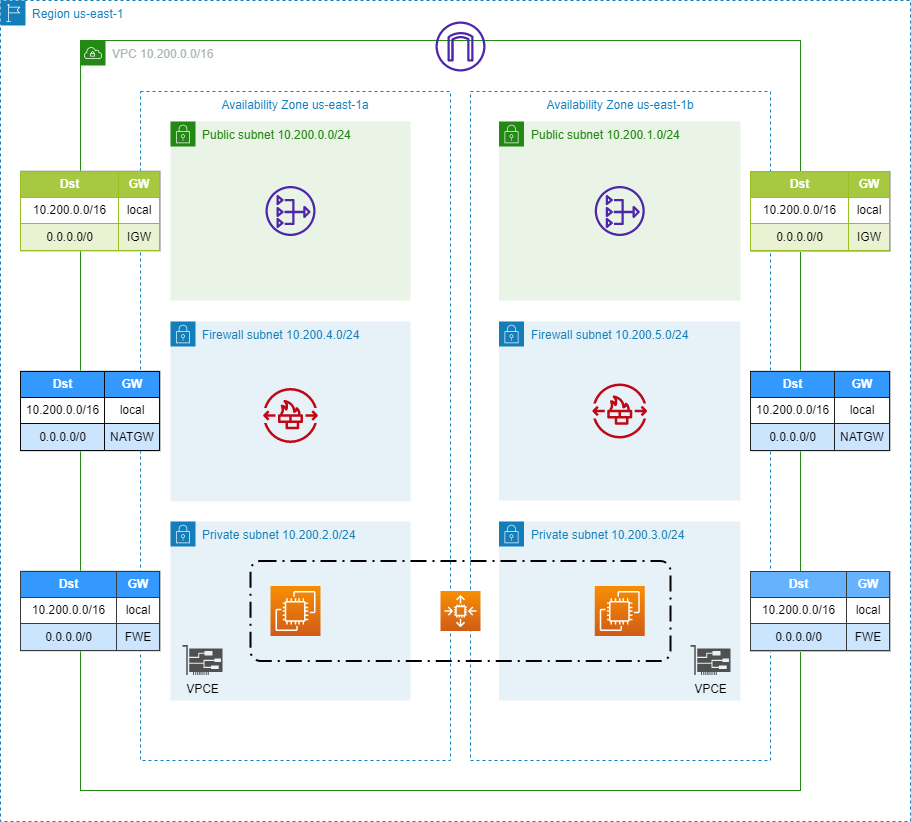 Region us-east-1
VPC 10.200.0.0/16
Availability Zone us-east-1a
Availability Zone us-east-1b
Public subnet 10.200.0.0/24
Public subnet 10.200.1.0/24
Dst GW
10.200.0.0/16 local
0.0.0.0/0 IGW
Dst GW
10.200.0.0/16 local
0.0.0.0/0 IGW
Firewall subnet 10.200.4.0/24
Firewall subnet 10.200.5.0/24
Dst GW
10.200.0.0/16 local
0.0.0.0/0 NATGW
Dst GW
10.200.0.0/16 local
0.0.0.0/0 NATGW
Private subnet 10.200.2.0/24
Private subnet 10.200.3.0/24
Dst GW
10.200.0.0/16 local
0.0.0.0/0 FWE
Dst GW
10.200.0.0/16 local
0.0.0.0/0 FWE
VPCE
VPCE